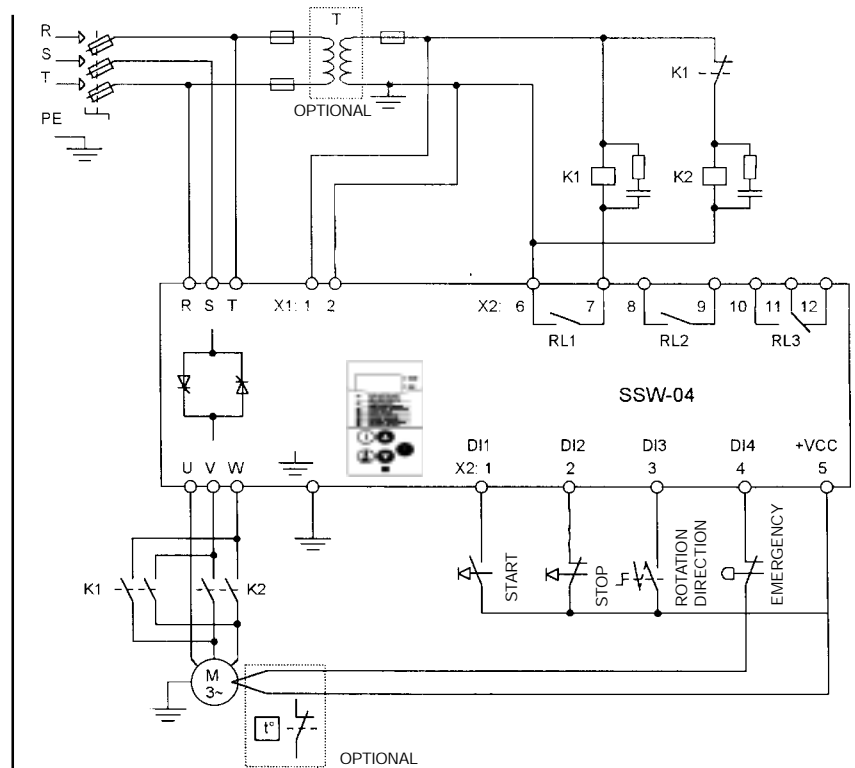 R
S
T
PE
T
OPTIONAL
K1
K1
K2
R S T X1: 1 2 X2: 6 7 8 9 10 11 12
RL1 RL2 RL3
SSW-04
DI1 DI2 DI3 DI4 +VCC
U V W X2: 1 2 3 4 5
START
STOP
ROTATION
DIRECTION
EMERGENCY
K1 K2
M
3~
t°
OPTIONAL